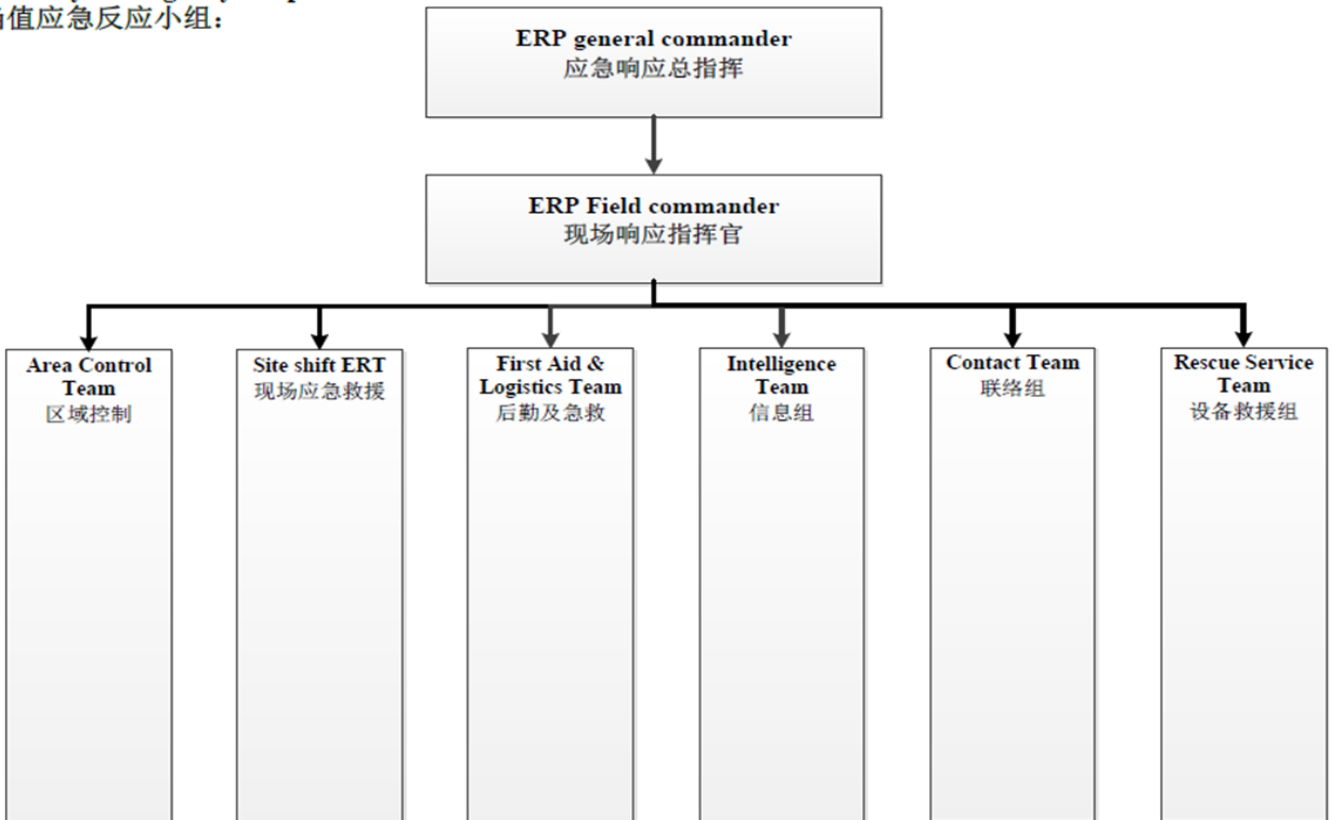 值应急反应小组：
ERP general commander
应急响应总指挥
ERP Field commander
现场响应指挥官
Area Control
Team
区域控制
Site shift ERT
现场应急救援
First Aid &
Logistics Team
后勤及急救
Intelligence
Team
信息组
Contact Team
联络组
Rescue Service
Team
设备救援组